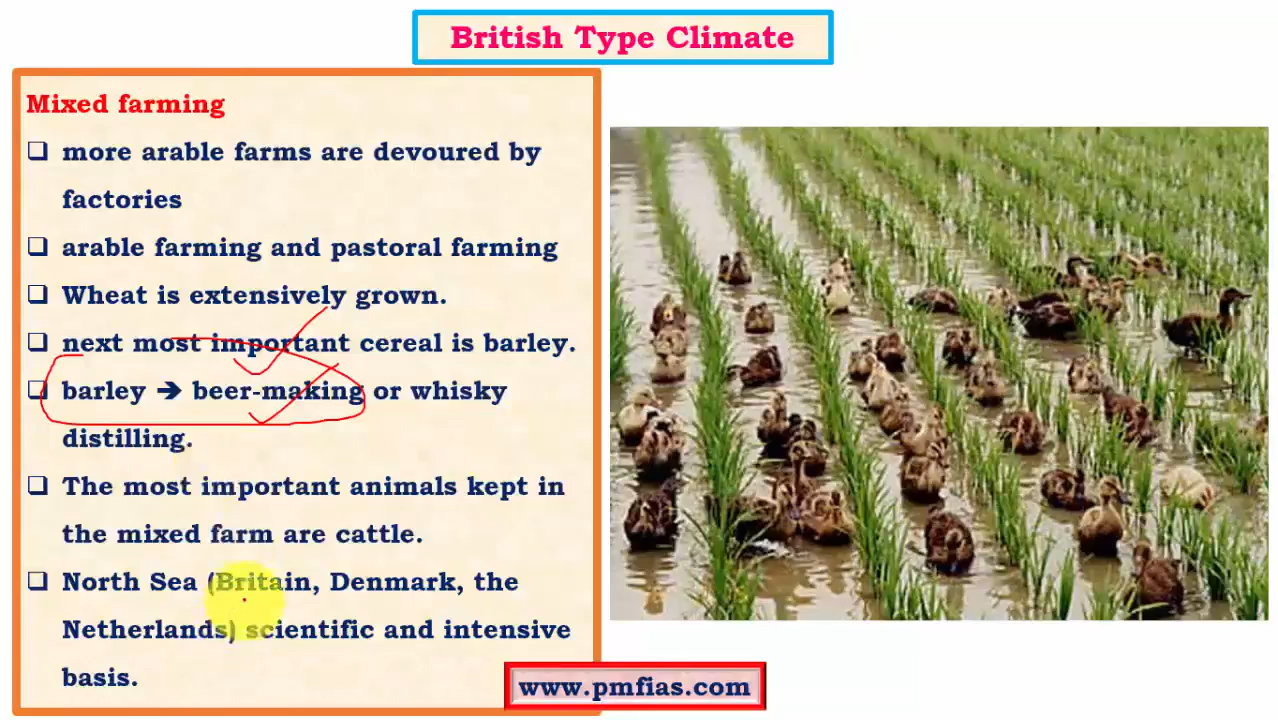 British Type Climate
Mixed farming
❑ more arable farms are devoured by
factories
❑ arable farming and pastoral farming
❑ Wheat is extensively grown.
❑ next most important cereal is barley.
❑ barley ➔ beer-making or whisky
distilling.
❑ The most important animals kept in
the mixed farm are cattle.
❑ North Sea (Britain, Denmark, the
Netherlands) scientific and intensive
basis.
www.pmfias.com